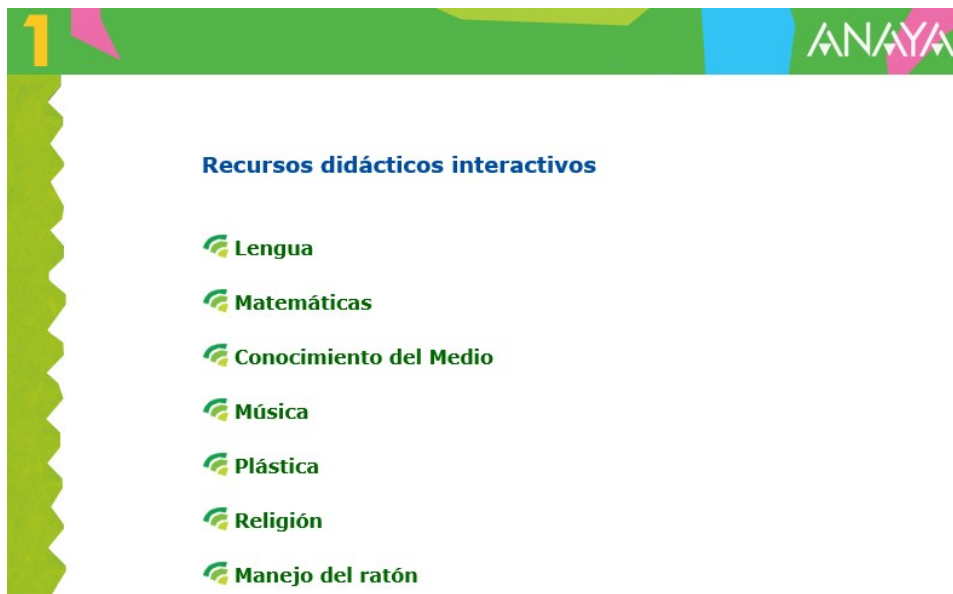 1
ANAYA
Recursos didácticos interactivos
Lengua
Matemáticas
Conocimiento del Medio
Música
Plástica
Religión
Manejo del ratón